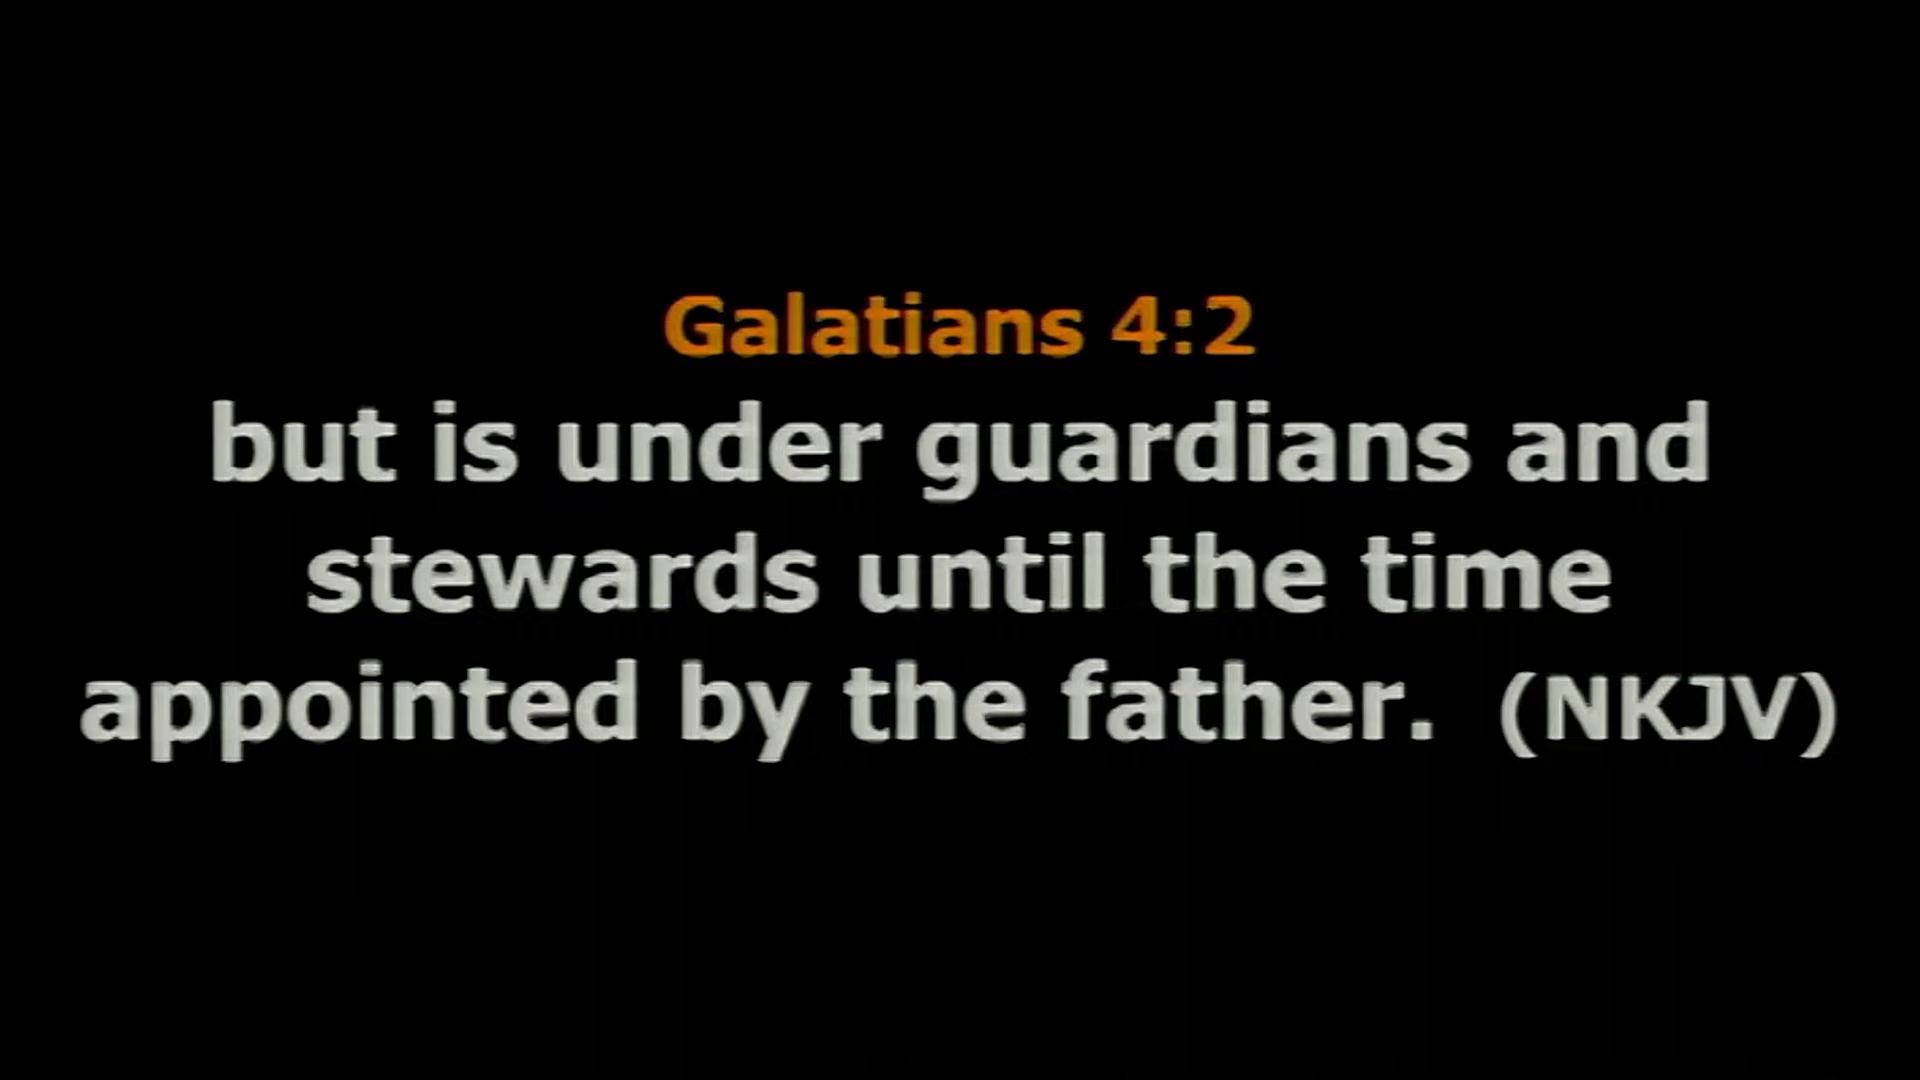 Galatians 4:2
but is under guardians and
stewards until the time
appointed by the father. (NKJV)